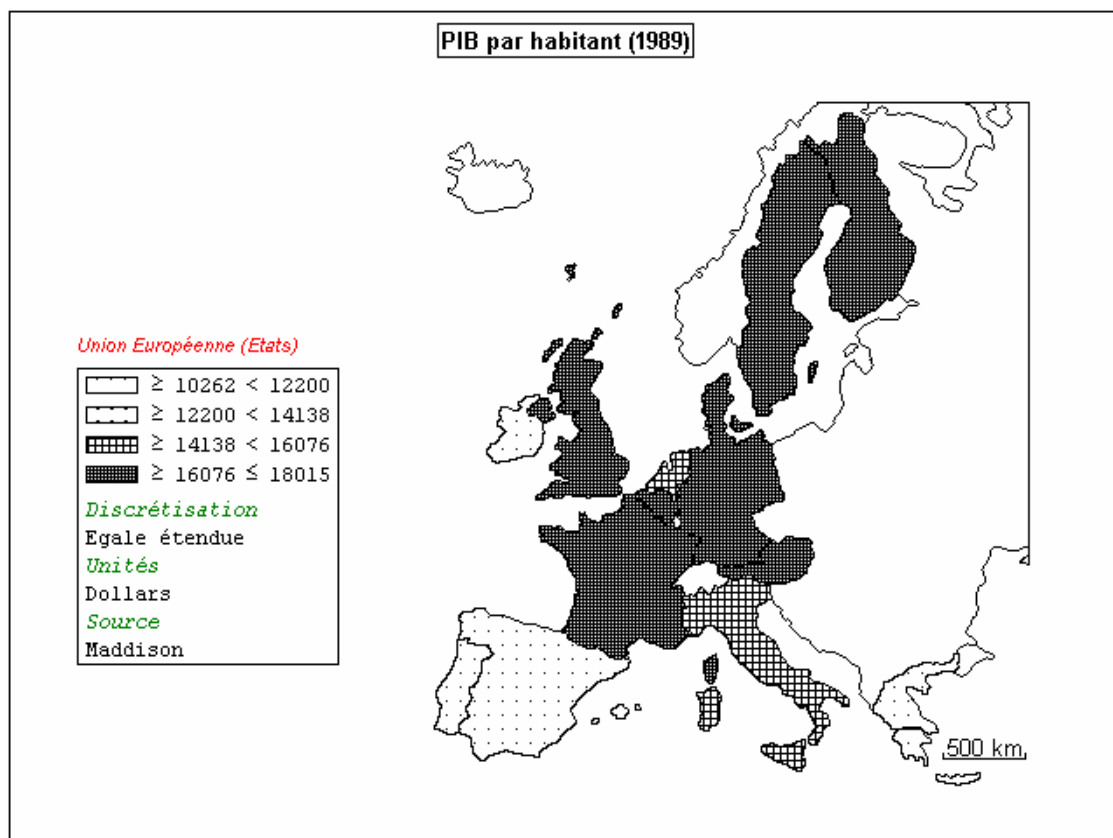 PIB par habitant (1989)
Union Européenne (Etats)
≥ 10262 < 12200
≥ 12200 < 14138
≥ 14138 < 16076
≥ 16076 ≤ 18015
Discrétisation
Egale étendue
Unités
Dollars
Source
Maddison
500 km